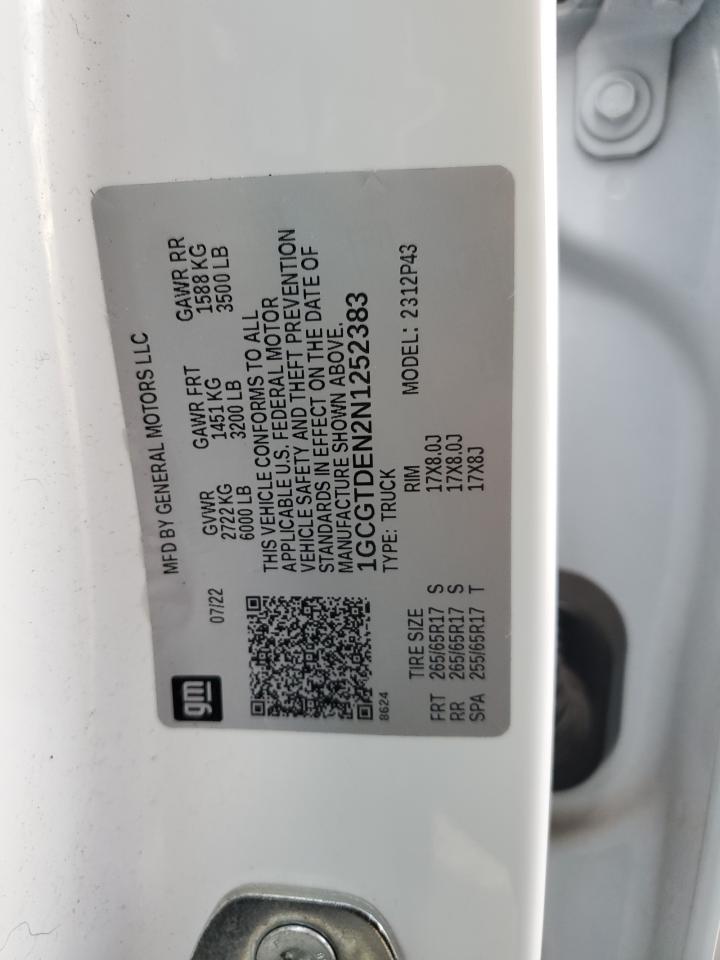 gm
07/22
MFD BY GENERAL MOTORS LLC
GVWR GAWR FRT GAWR RR
2722 KG 1451 KG 1588 KG
6000 LB 3200 LB 3500 LB
THIS VEHICLE CONFORMS TO ALL
APPLICABLE U.S. FEDERAL MOTOR
VEHICLE SAFETY AND THEFT PREVENTION
STANDARDS IN EFFECT ON THE DATE OF
MANUFACTURE SHOWN ABOVE.
1GCGTDEN2N1252383
8624
TYPE: TRUCK MODEL: 2312P43
TIRE SIZE RIM
FRT 265/65R17 S 17X8.0J
RR 265/65R17 S 17X8.0J
SPA 255/65R17 T 17X8J